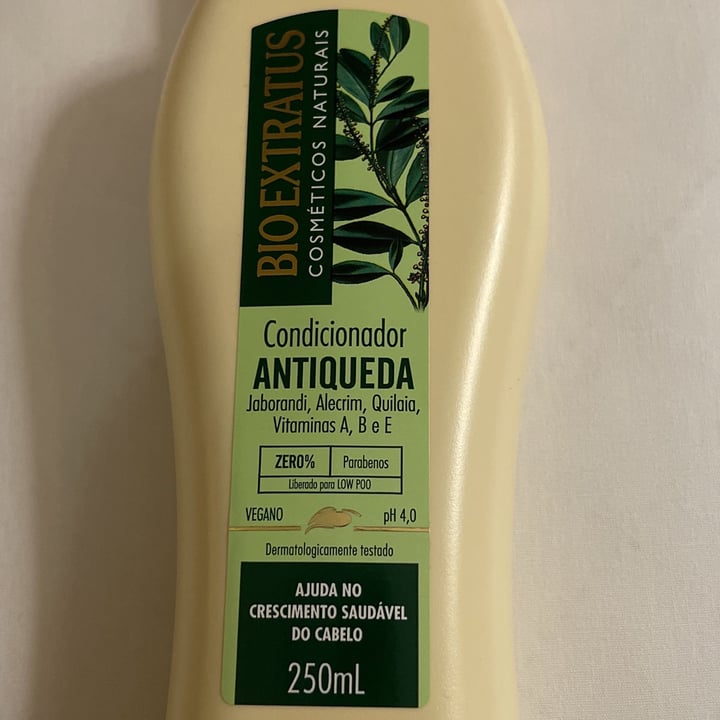 BIO EXTRATUS
COSMÉTICOS NATURAIS
Condicionador
ANTIQUEDA
Jaborandi, Alecrim, Quilaia,
Vitaminas A, B e E
ZERO% Parabenos
Liberado para LOW POO
VEGANO pH 4,0
Dermatologicamente testado
AJUDA NO
CRESCIMENTO SAUDÁVEL
DO CABELO
250mL